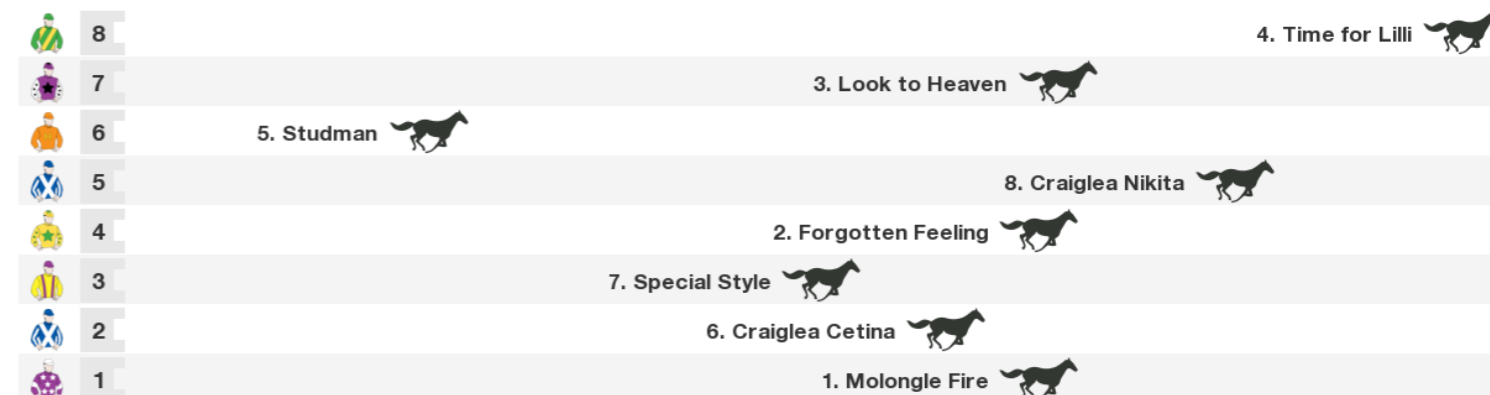 8 4. Time for Lilli
7 3. Look to Heaven
6 5. Studman
5 8. Craiglea Nikita
4 2. Forgotten Feeling
3 7. Special Style
2 6. Craiglea Cetina
1 1. Molongle Fire